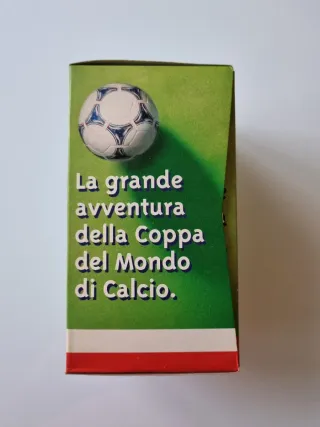 La grande
avventura
della Coppa
del Mondo
di Calcio.